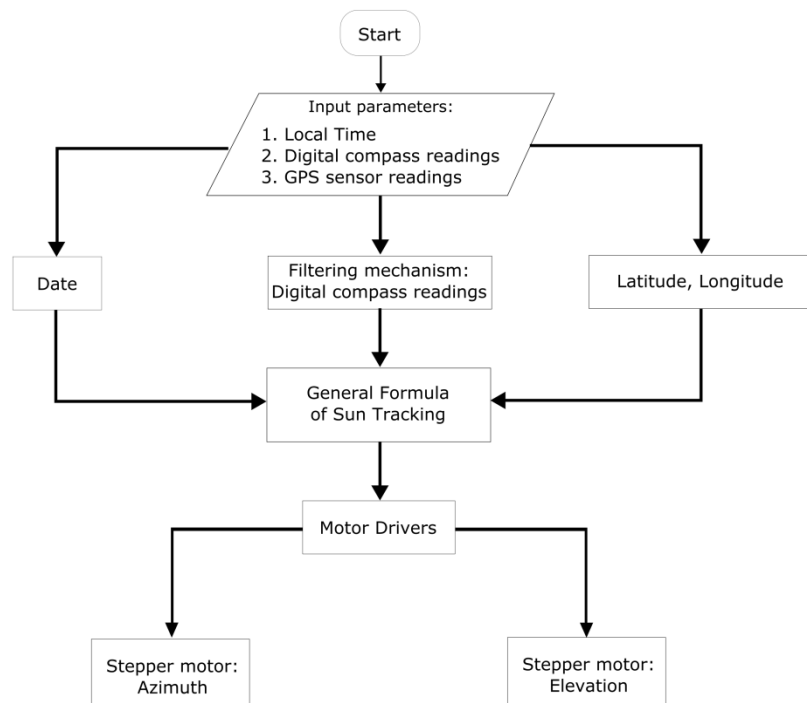 Start
Input parameters:
1. Local Time
2. Digital compass readings
3. GPS sensor readings
Date
Filtering mechanism:
Digital compass readings
Latitude, Longitude
General Formula
of Sun Tracking
Motor Drivers
Stepper motor:
Azimuth
Stepper motor:
Elevation